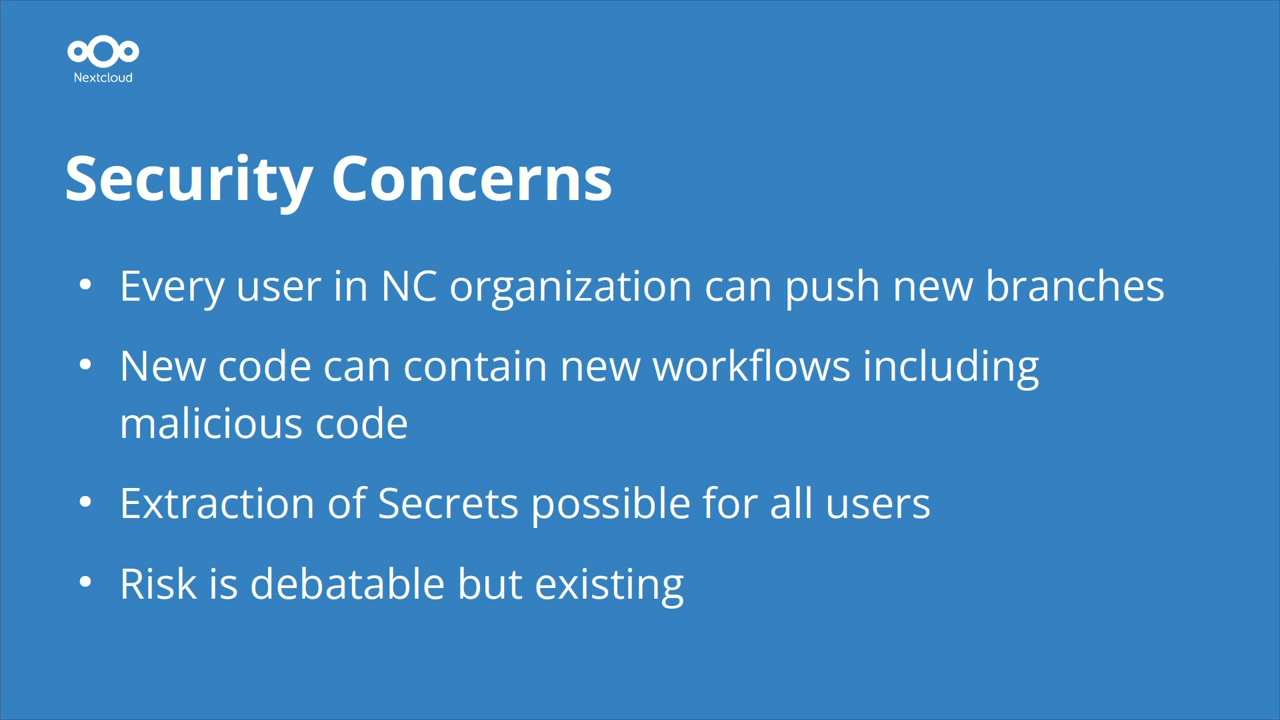 Nextcloud
Security Concerns
• Every user in NC organization can push new branches
• New code can contain new workflows including
malicious code
• Extraction of Secrets possible for all users
• Risk is debatable but existing